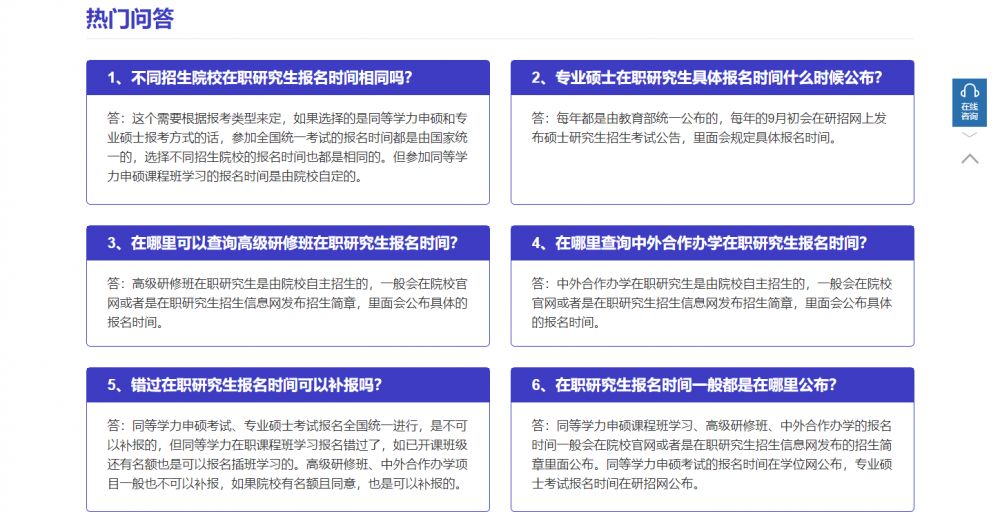 热门问答
1、不同招生院校在职研究生报名时间相同吗?
答：这个需要根据报考类型来定，如果选择的是同等学力申硕和专
业硕士报考方式的话，参加全国统一考试的报名时间都是由国家统
一的，选择不同招生院校的报名时间也都是相同的。但参加同等学
力申硕课程班学习的报名时间是由院校自定的。
2、专业硕士在职研究生具体报名时间什么时候公布?
答：每年都是由教育部统一公布的，每年的9月初会在研招网上发
布硕士研究生招生考试公告，里面会规定具体报名时间。
3、在哪里可以查询高级研修班在职研究生报名时间?
答：高级研修班在职研究生是由院校自主招生的，一般会在院校官
网或者是在职研究生招生信息网发布招生简章，里面会公布具体的
报名时间。
4、在哪里查询中外合作办学在职研究生报名时间?
答：中外合作办学在职研究生是由院校自主招生的，一般会在院校
官网或者是在职研究生招生信息网发布招生简章，里面会公布具体
的报名时间。
5、错过在职研究生报名时间可以补报吗?
答：同等学力申硕考试、专业硕士考试报名全国统一进行，是不可
以补报的，但同等学力在职课程班学习报名错过了，如已开课班级
还有名额也是可以报名插班学习的。高级研修班、中外合作办学项
目一般也不可以补报，如果院校有名额且同意，也是可以补报的。
6、在职研究生报名时间一般都是在哪里公布?
答：同等学力申硕课程班学习、高级研修班、中外合作办学的报名
时间一般会在院校官网或者是在职研究生招生信息网发布的招生简
章里面公布。同等学力申硕考试的报名时间在学位网公布，专业硕
士考试报名时间在研招网公布。
在线
咨询